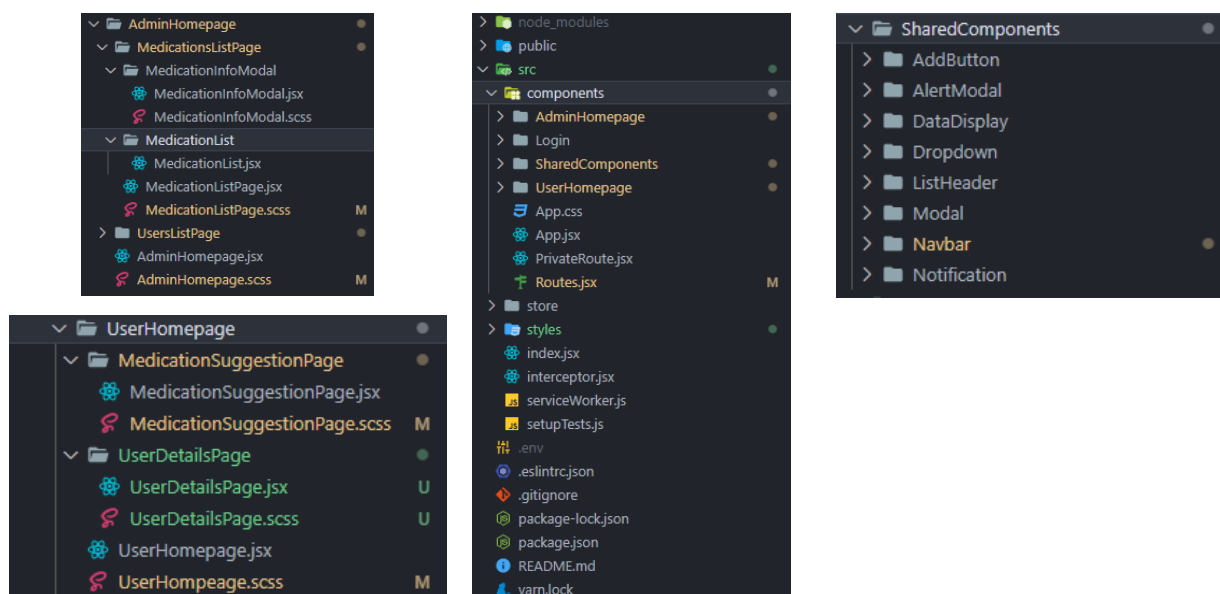 AdminHomepage
MedicationsListPage
MedicationInfoModal
MedicationInfoModal.jsx
MedicationInfoModal.scss
MedicationList
MedicationList.jsx
MedicationListPage.jsx
MedicationListPage.scss M
UsersListPage
AdminHomepage.jsx
AdminHomepage.scss M
UserHomepage
MedicationSuggestionPage
MedicationSuggestionPage.jsx
MedicationSuggestionPage.scss M
UserDetailsPage
UserDetailsPage.jsx U
UserDetailsPage.scss U
UserHomepage.jsx
UserHompeage.scss M
node_modules
public
src
components
AdminHomepage
Login
SharedComponents
UserHomepage
App.css
App.jsx
PrivateRoute.jsx
Routes.jsx M
store
styles
index.jsx
interceptor.jsx
JS serviceWorker.js
JS setupTests.js
.env
.eslintrc.json
.gitignore
package-lock.json
package.json
README.md
yarn.lock
SharedComponents
AddButton
AlertModal
DataDisplay
Dropdown
ListHeader
Modal
Navbar
Notification